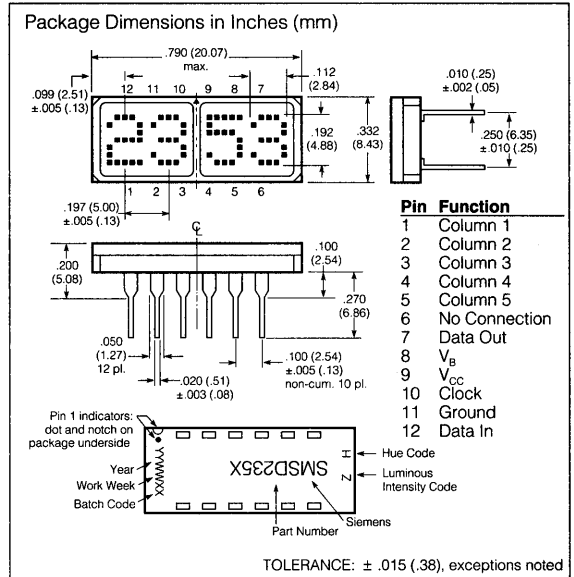 Package Dimensions in Inches (mm)
.790 (20.07)
max.
.099 (2.51)
±.005 (.13)
12 11 10 9 8 7
.112
(2.84)
.010 (.25)
±.002 (.05)
.192
(4.88)
.332
(8.43)
.250 (6.35)
±.010 (.25)
1 2 3 4 5 6
.197 (5.00)
±.005 (.13)
℄
.200
(5.08)
.100
(2.54)
.270
(6.86)
.050
(1.27)
12 pl.
.020 (.51)
±.003 (.08)
.100 (2.54)
±.005 (.13)
non-cum. 10 pl.
Pin Function
1 Column 1
2 Column 2
3 Column 3
4 Column 4
5 Column 5
6 No Connection
7 Data Out
8 VB
9 VCC
10 Clock
11 Ground
12 Data In
Pin 1 indicators:
dot and notch on
package underside
Year
Work Week
Batch Code
YYWWXX
SMSD235X
H
Z
Hue Code
Luminous
Intensity Code
Part Number
Siemens
TOLERANCE: ± .015 (.38), exceptions noted